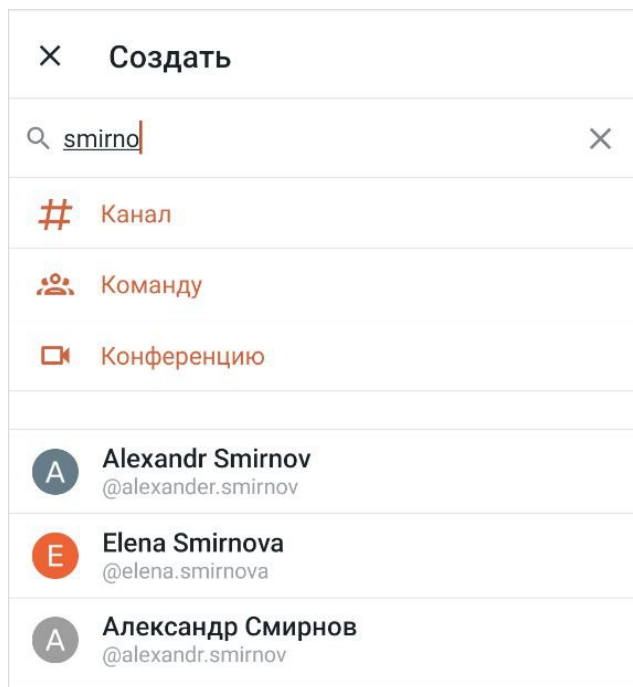 Создать
smirno
Канал
Команду
Конференцию
A
Alexandr Smirnov
@alexander.smirnov
E
Elena Smirnova
@elena.smirnova
А
Александр Смирнов
@alexandr.smirnov